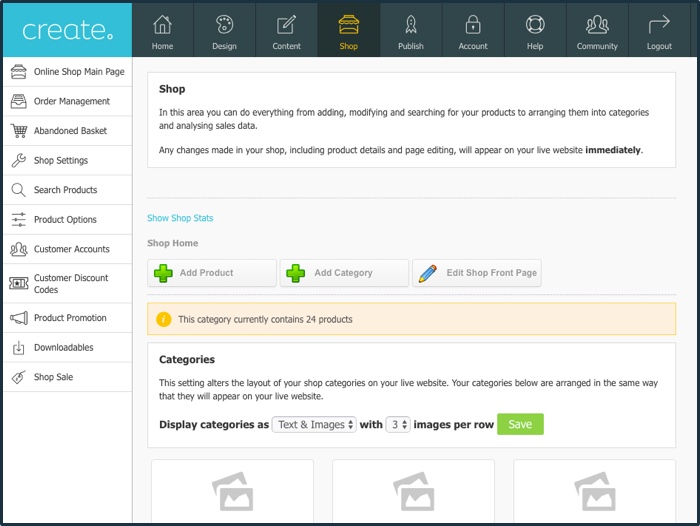 create.
Home
Design
Content
Shop
Publish
Account
Help
Community
Logout
Online Shop Main Page
Order Management
Abandoned Basket
Shop Settings
Search Products
Product Options
Customer Accounts
Customer Discount
Codes
Product Promotion
Downloadables
Shop Sale
Shop
In this area you can do everything from adding, modifying and searching for your products to arranging them into categories
and analysing sales data.
Any changes made in your shop, including product details and page editing, will appear on your live website immediately.
Show Shop Stats
Shop Home
Add Product
Add Category
Edit Shop Front Page
This category currently contains 24 products
Categories
This setting alters the layout of your shop categories on your live website. Your categories below are arranged in the same way
that they will appear on your live website.
Display categories as Text & Images with 3 images per row Save